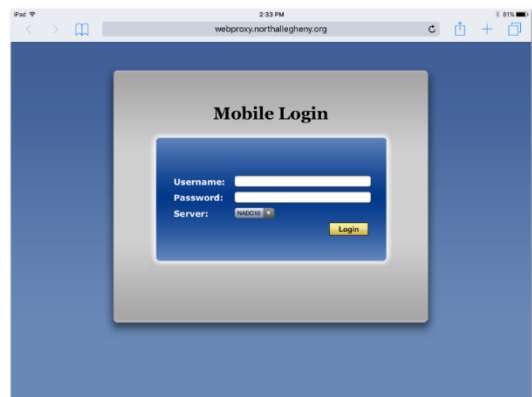 iPad 2:33 PM 81%
webproxy.northallegheny.org
Mobile Login
Username:
Password:
Server: NADC10
Login